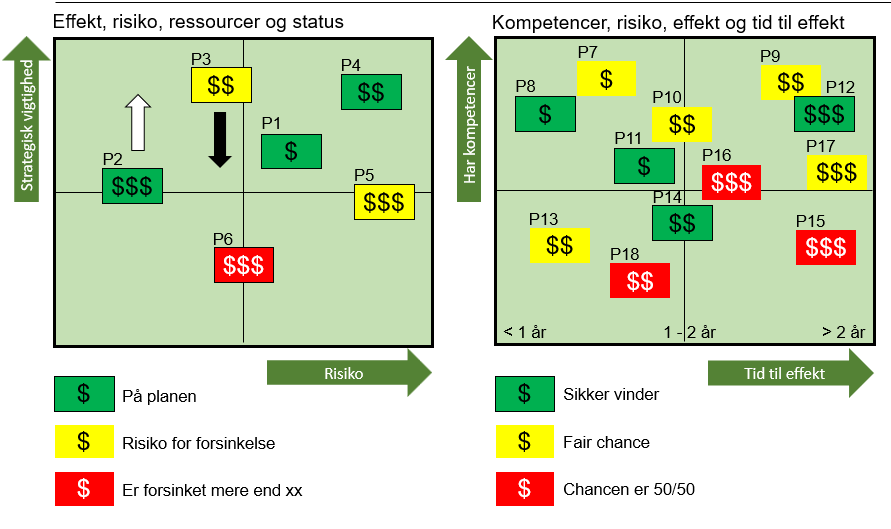 Effekt, risiko, ressourcer og status
Strategisk vigtighed
P3
$$
P4
$$
P1
$
P2
$$$
P5
$$$
P6
$$$
Risiko
$ På planen
$ Risiko for forsinkelse
$ Er forsinket mere end xx
Kompetencer, risiko, effekt og tid til effekt
Har kompetencer
P7
$
P9
$$
P8
$
P12
$$$
P10
$$
P11
$
P17
$$$
P16
$$$
P14
$$
P13
$$
P15
$$$
P18
$$
< 1 år
1 - 2 år
> 2 år
Tid til effekt
$ Sikker vinder
$ Fair chance
$ Chancen er 50/50